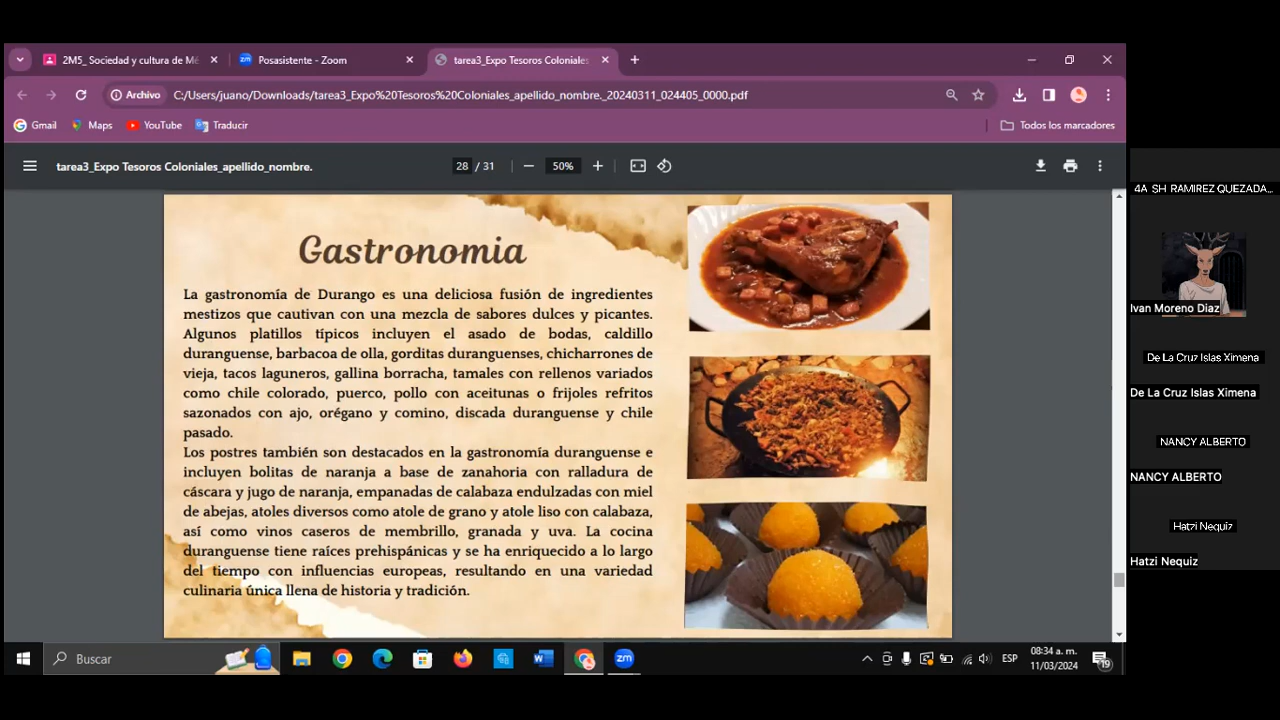 2M5_ Sociedad y cultura de Mé
Posasistente - Zoom
tarea3_Expo Tesoros Coloniales
Archivo
C:/Users/juano/Downloads/tarea3_Expo%20Tesoros%20Coloniales_apellido_nombre._20240311_024405_0000.pdf
Gmail
Maps
YouTube
Traducir
Todos los marcadores
tarea3_Expo Tesoros Coloniales_apellido_nombre.
28 / 31
50%
Gastronomia
La gastronomía de Durango es una deliciosa fusión de ingredientes
mestizos que cautivan con una mezcla de sabores dulces y picantes.
Algunos platillos típicos incluyen el asado de bodas, caldillo
duranguense, barbacoa de olla, gorditas duranguenses, chicharrones de
vieja, tacos laguneros, gallina borracha, tamales con rellenos variados
como chile colorado, puerco, pollo con aceitunas o frijoles refritos
sazonados con ajo, orégano y comino, discada duranguense y chile
pasado.
Los postres también son destacados en la gastronomía duranguense e
incluyen bolitas de naranja a base de zanahoria con ralladura de
cáscara y jugo de naranja, empanadas de calabaza endulzadas con miel
de abejas, atoles diversos como atole de grano y atole liso con calabaza,
así como vinos caseros de membrillo, granada y uva. La cocina
duranguense tiene raíces prehispánicas y se ha enriquecido a lo largo
del tiempo con influencias europeas, resultando en una variedad
culinaria única llena de historia y tradición.
4A SH RAMIREZ QUEZADA...
Ivan Moreno Diaz
De La Cruz Islas Ximena
De La Cruz Islas Ximena
NANCY ALBERTO
NANCY ALBERTO
Hatzi Nequiz
Hatzi Nequiz
Buscar
ESP
08:34 a. m.
11/03/2024
19